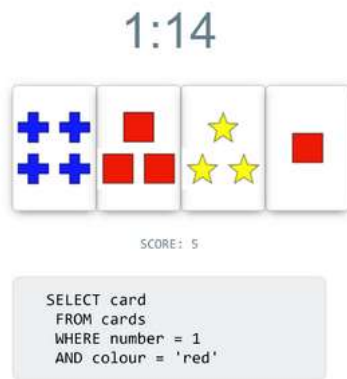 1:14
SCORE: 5
SELECT card
FROM cards
WHERE number = 1
AND colour = 'red'